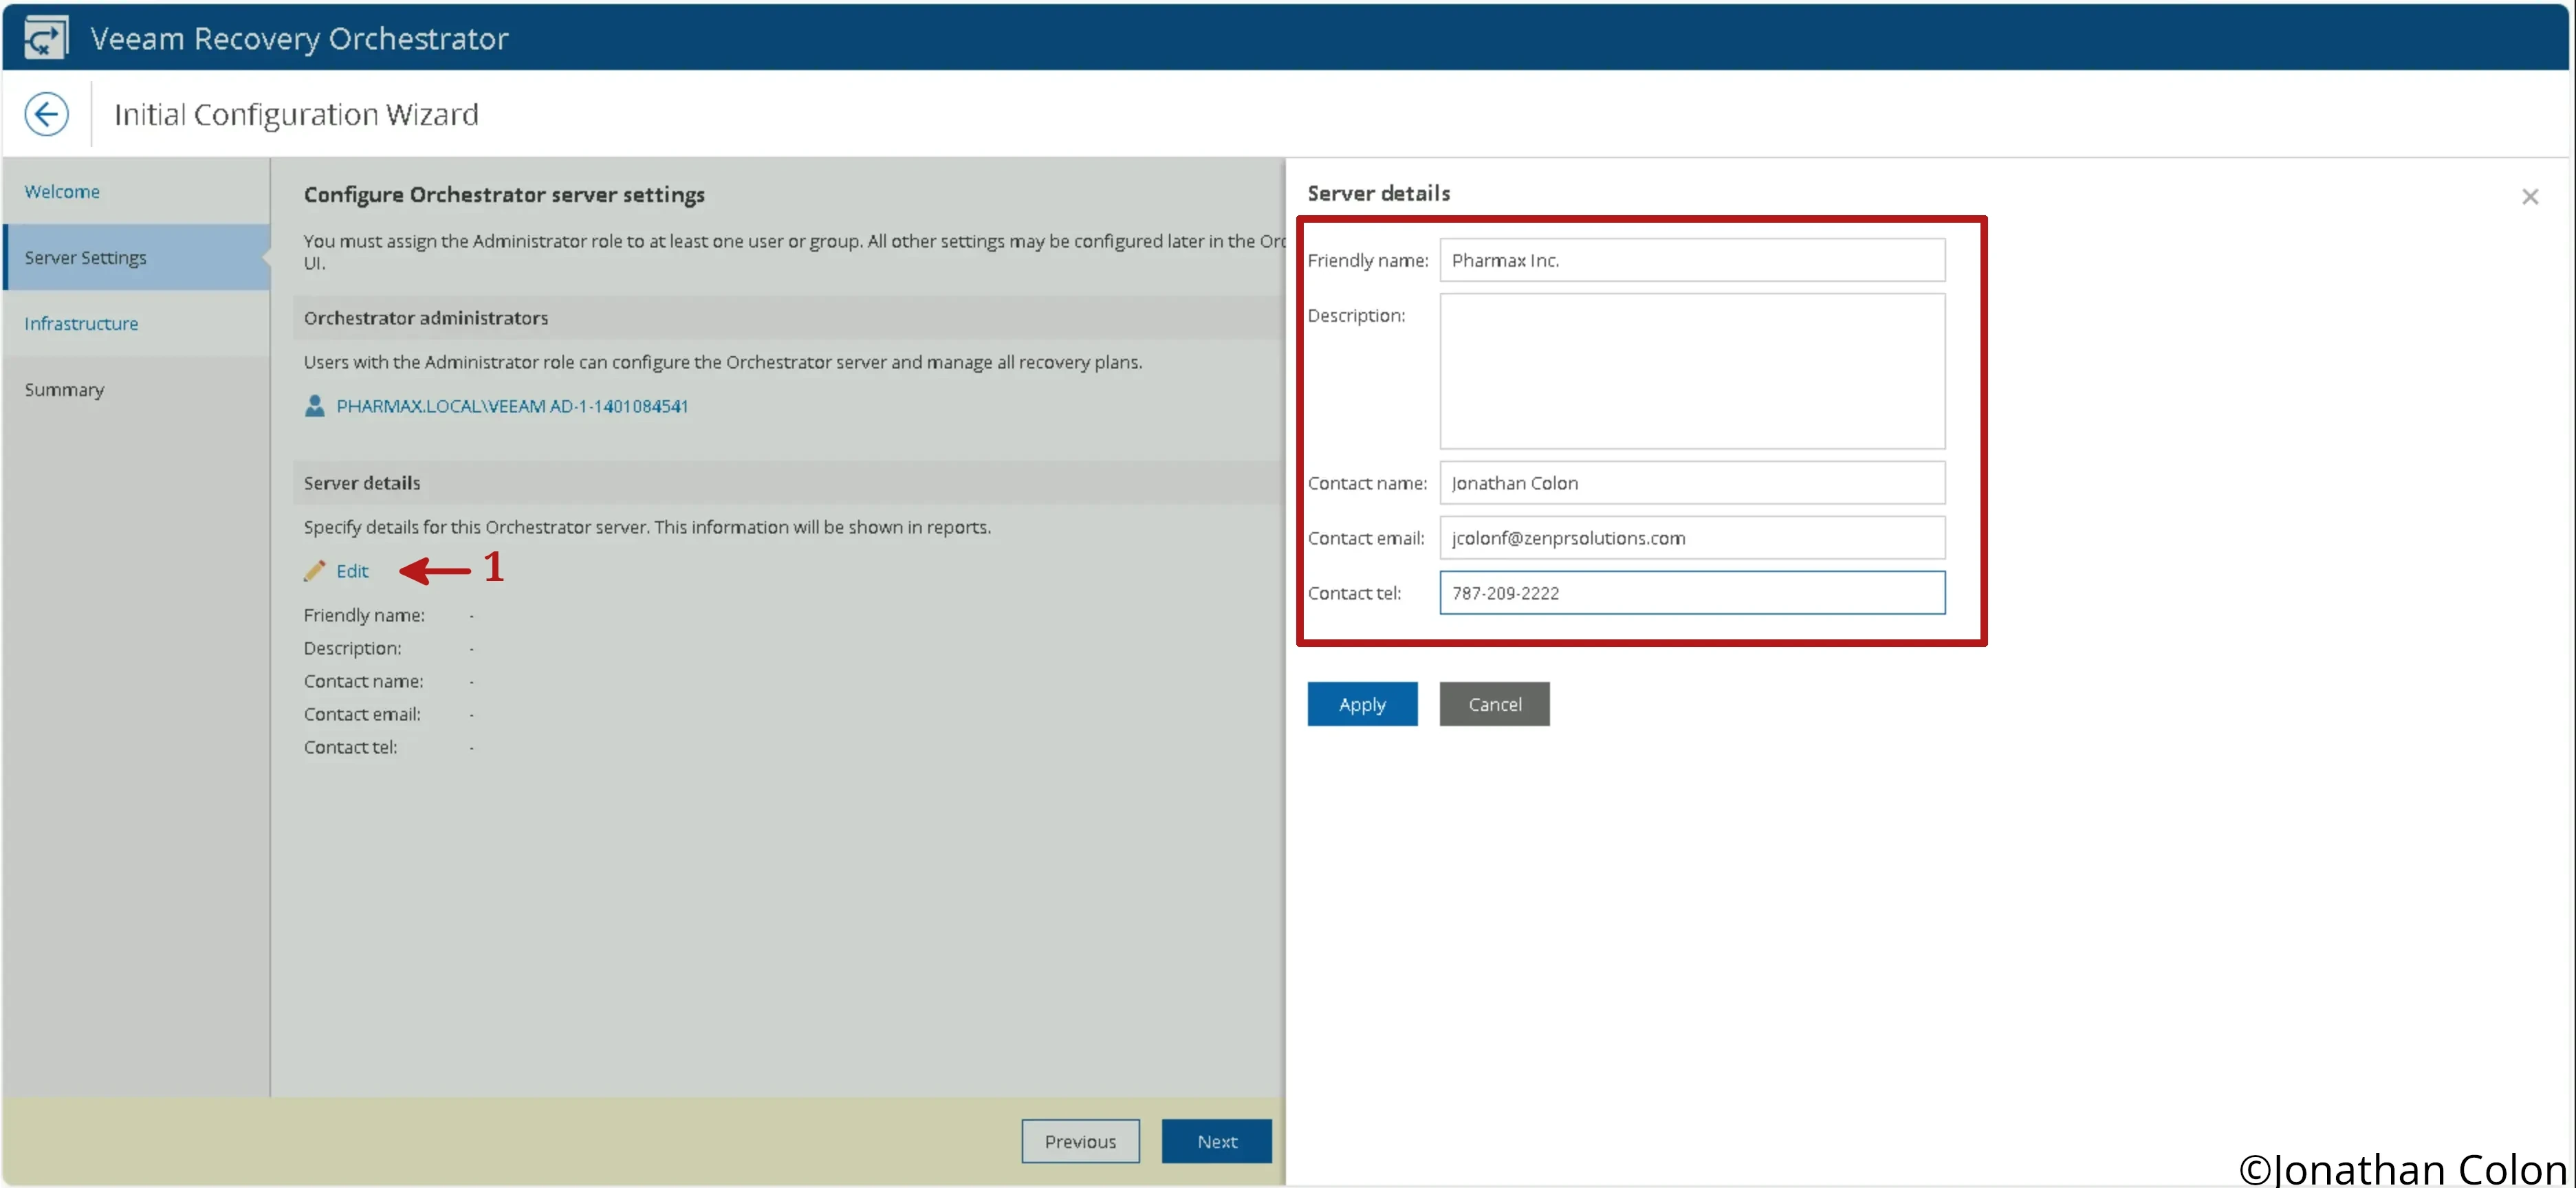 Veeam Recovery Orchestrator
Initial Configuration Wizard
Welcome
Server Settings
Infrastructure
Summary
Configure Orchestrator server settings
You must assign the Administrator role to at least one user or group. All other settings may be configured later in the Orc
UI.
Orchestrator administrators
Users with the Administrator role can configure the Orchestrator server and manage all recovery plans.
PHARMAX.LOCAL\VEEAM AD-1-1401084541
Server details
Specify details for this Orchestrator server. This information will be shown in reports.
Edit
1
Friendly name: -
Description: -
Contact name: -
Contact email: -
Contact tel: -
Previous
Next
Server details
Friendly name: Pharmax Inc.
Description:
Contact name: Jonathan Colon
Contact email: jcolonf@zenprsolutions.com
Contact tel: 787-209-2222
Apply
Cancel
©Jonathan Colon